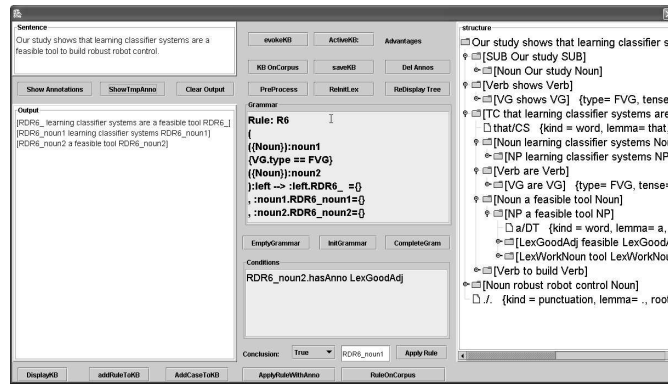 Sentence
Our study shows that learning classifier systems are a
feasible tool to build robust robot control.
Show Annotations
ShowTmpAnno
Clear Output
Output
[RDR6_ learning classifier systems are a feasible tool RDR6_]
[RDR6_noun1 learning classifier systems RDR6_noun1]
[RDR6_noun2 a feasible tool RDR6_noun2]
DisplayKB
addRuleToKB
AddCaseToKB
evokeKB
ActiveKB:
Advantages
KB OnCorpus
saveKB
Del Annos
PreProcess
ReInitLex
ReDisplay Tree
Grammar
Rule: R6
(
({Noun}):noun1
{VG.type == FVG}
({Noun}):noun2
):left --> :left.RDR6_ ={}
, :noun1.RDR6_noun1={}
, :noun2.RDR6_noun2={}
EmptyGrammar
InitGrammar
CompleteGram
Conditions
RDR6_noun2.hasAnno LexGoodAdj
Conclusion:
True
RDR6_noun1
Apply Rule
ApplyRuleWithAnno
RuleOnCorpus
structure
Our study shows that learning classifier s
[SUB Our study SUB]
[Noun Our study Noun]
[Verb shows Verb]
[VG shows VG] {type= FVG, tense=
[TC that learning classifier systems are
that/CS {kind = word, lemma= that,
[Noun learning classifier systems Nou
[NP learning classifier systems NP
[Verb are Verb]
[VG are VG] {type= FVG, tense=
[Noun a feasible tool Noun]
[NP a feasible tool NP]
a/DT {kind = word, lemma= a,
[LexGoodAdj feasible LexGoodA
[LexWorkNoun tool LexWorkNou
[Verb to build Verb]
[Noun robust robot control Noun]
./. {kind = punctuation, lemma= ., root